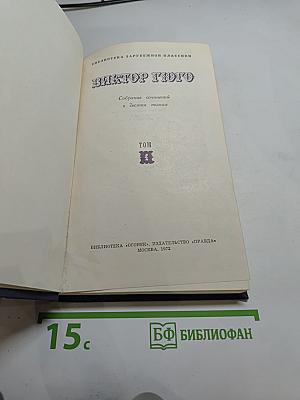 БИБЛИОТЕКА ЗАРУБЕЖНОЙ КЛАССИКИ
ВИКТОР ГЮГО
Собрание сочинений
в десяти томах
ТОМ
II
БИБЛИОТЕКА «ОГОНЕК», ИЗДАТЕЛЬСТВО «ПРАВДА»
МОСКВА, 1972
15 с
БФ БИБЛИОФАН